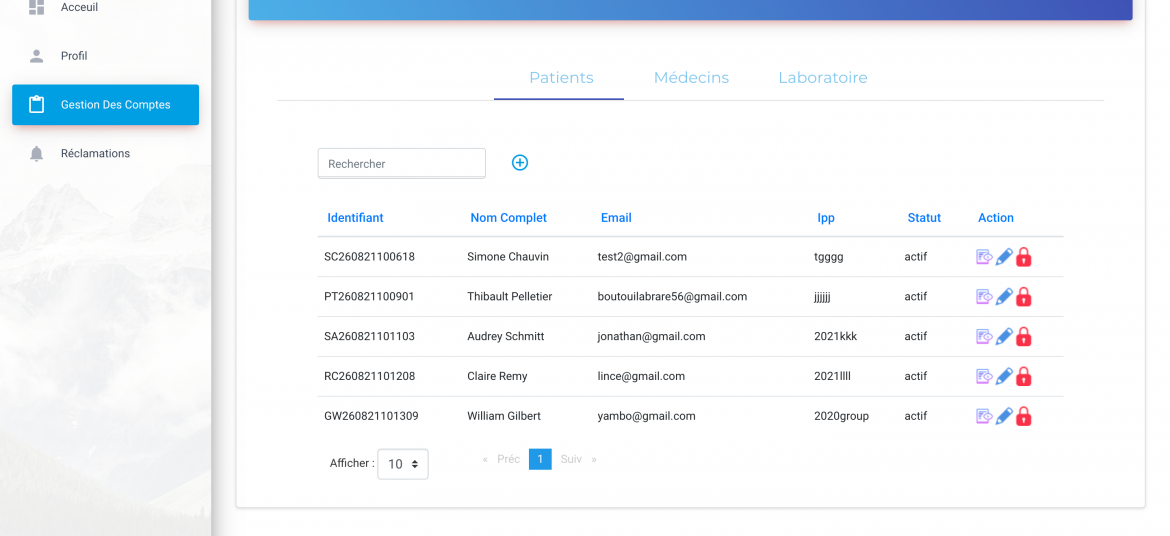 Acceuil
Profil
Gestion Des Comptes
Réclamations
Patients Médecins Laboratoire
Rechercher
Identifiant Nom Complet Email Ipp Statut Action
SC260821100618 Simone Chauvin test2@gmail.com tgggg actif
PT260821100901 Thibault Pelletier boutouilabrare56@gmail.com jjjjjj actif
SA260821101103 Audrey Schmitt jonathan@gmail.com 2021kkk actif
RC260821101208 Claire Remy lince@gmail.com 2021llll actif
GW260821101309 William Gilbert yambo@gmail.com 2020group actif
Afficher : 10 « Préc 1 Suiv »